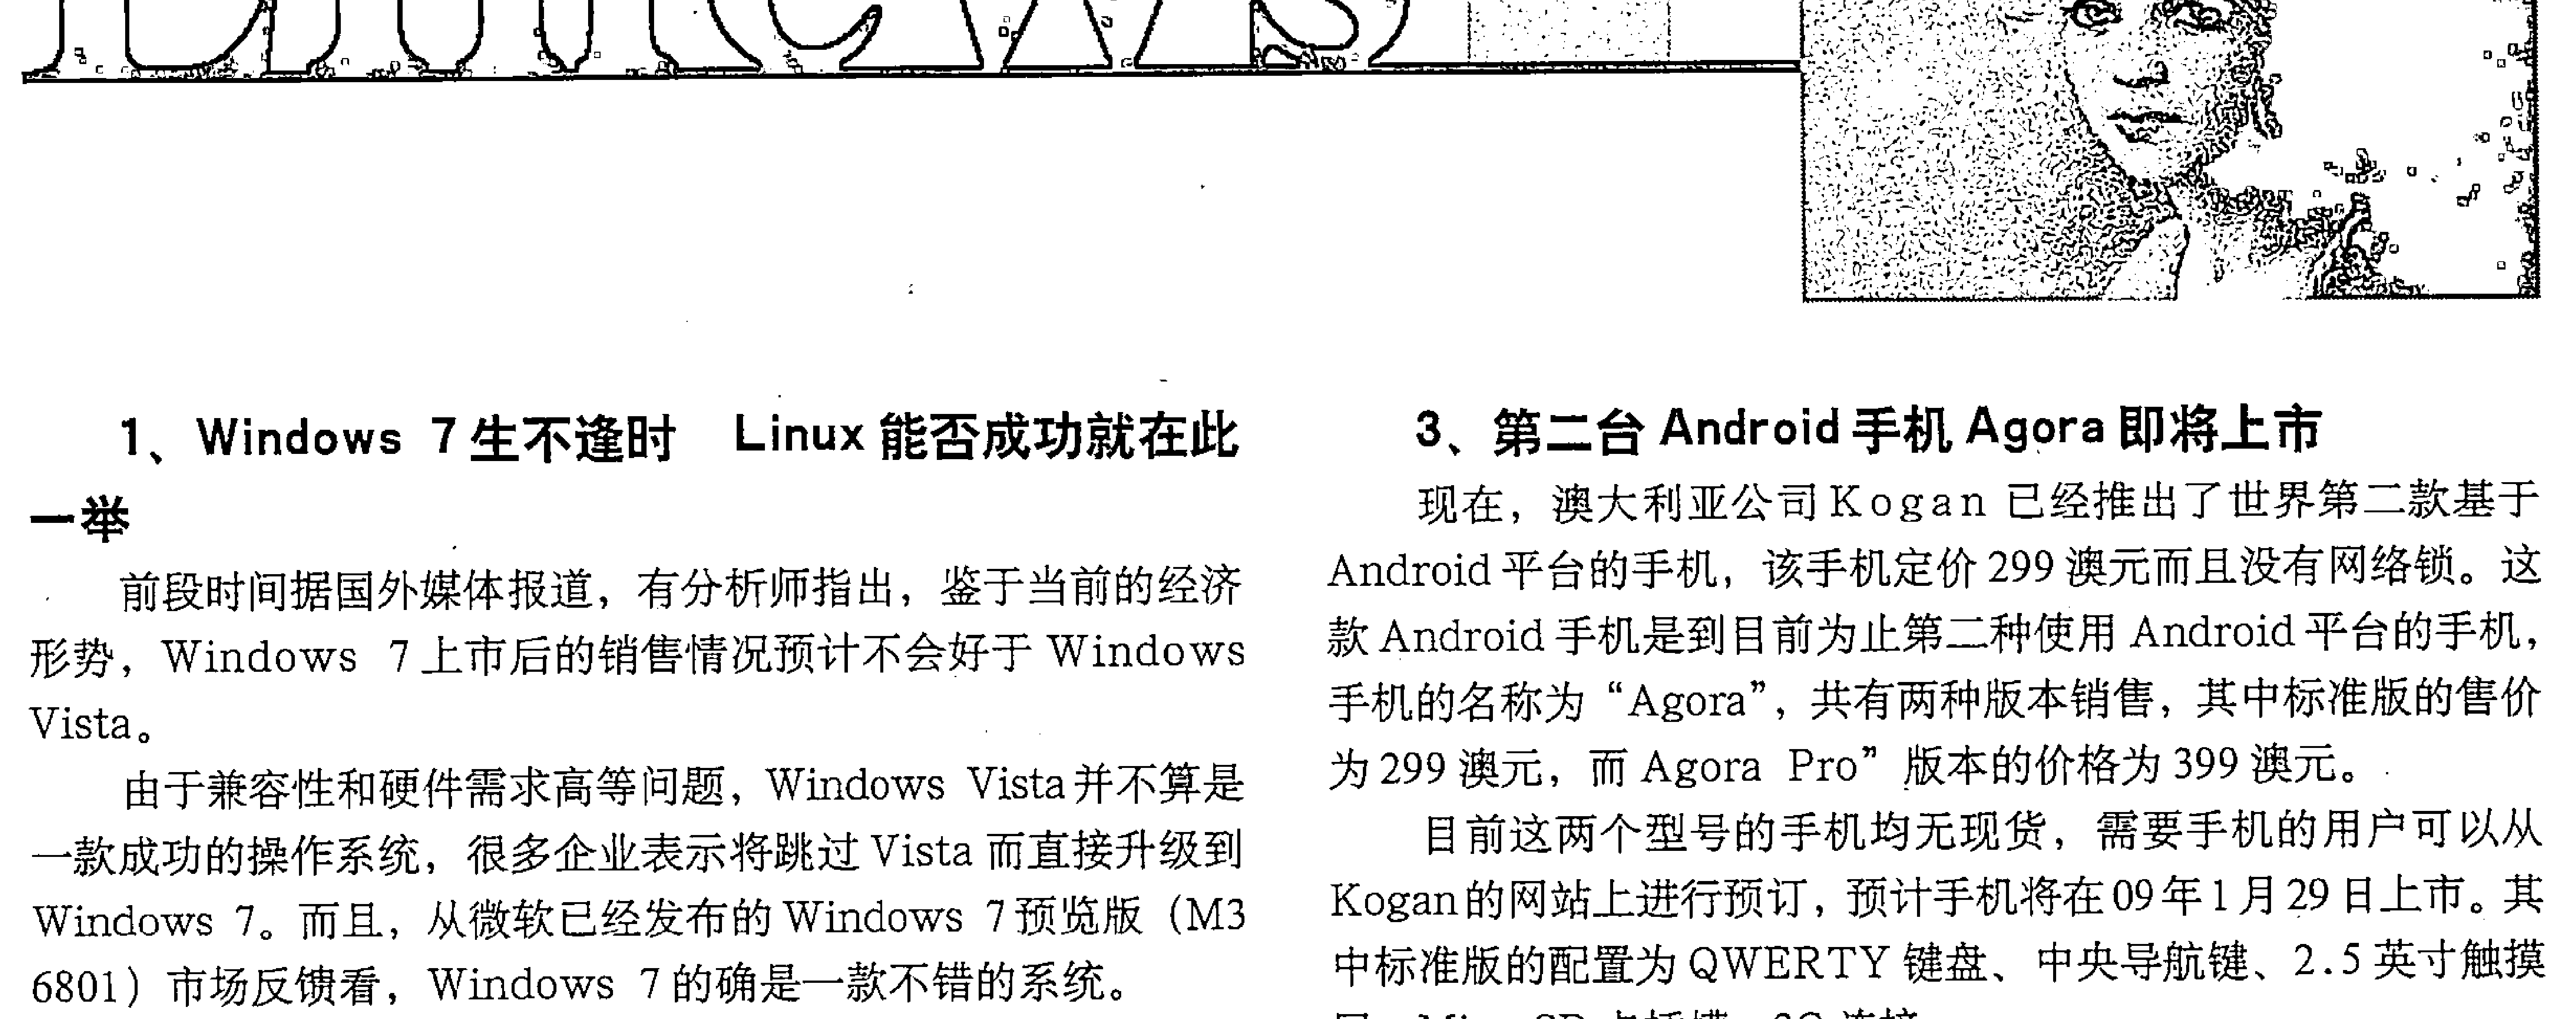 1、Windows 7生不逢时 Linux能否成功就在此
一举
前段时间据国外媒体报道，有分析师指出，鉴于当前的经济
形势，Windows 7上市后的销售情况预计不会好于Windows
Vista。
由于兼容性和硬件需求高等问题，Windows Vista并不算是
一款成功的操作系统，很多企业表示将跳过Vista而直接升级到
Windows 7。而且，从微软已经发布的Windows 7预览版（M3
6801）市场反馈看，Windows 7的确是一款不错的系统。
3、第二台Android手机Agora即将上市
现在，澳大利亚公司Kogan已经推出了世界第二款基于
Android平台的手机，该手机定价299澳元而且没有网络锁。这
款Android手机是到目前为止第二种使用Android平台的手机，
手机的名称为“Agora”，共有两种版本销售，其中标准版的售价
为299澳元，而Agora Pro”版本的价格为399澳元。
目前这两个型号的手机均无现货，需要手机的用户可以从
Kogan的网站上进行预订，预计手机将在09年1月29日上市。其
中标准版的配置为QWERTY键盘、中央导航键、2.5英寸触摸